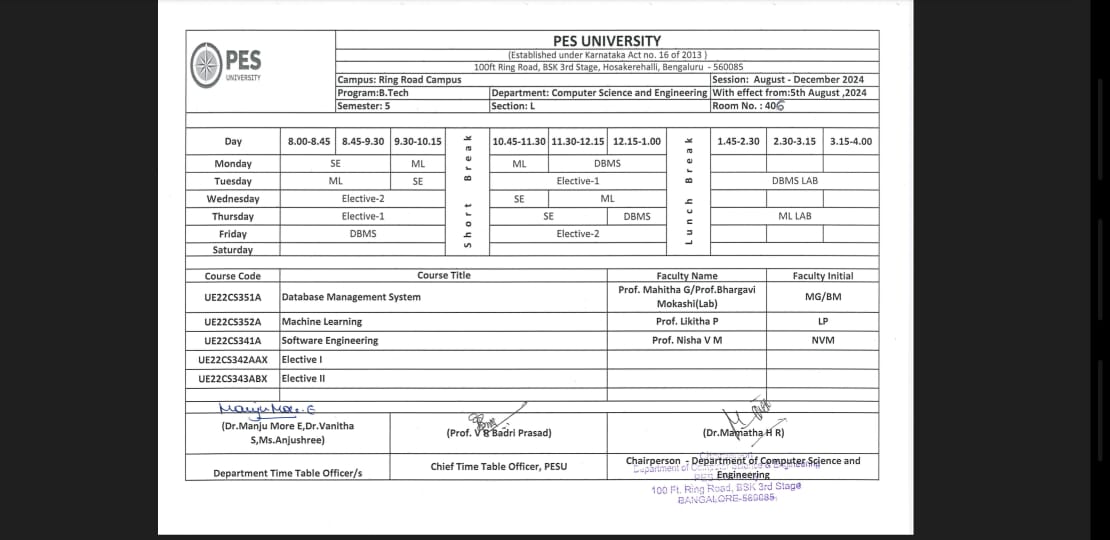 PES
UNIVERSITY
PES UNIVERSITY
(Established under Karnataka Act no. 16 of 2013 )
100ft Ring Road, BSK 3rd Stage, Hosakerehalli, Bengaluru - 560085
Campus: Ring Road Campus Session: August - December 2024
Program:B.Tech Department: Computer Science and Engineering With effect from:5th August ,2024
Semester: 5 Section: L Room No. : 406
Day 8.00-8.45 8.45-9.30 9.30-10.15 Short Break 10.45-11.30 11.30-12.15 12.15-1.00 Lunch Break 1.45-2.30 2.30-3.15 3.15-4.00
Monday SE ML ML DBMS
Tuesday ML SE Elective-1 DBMS LAB
Wednesday Elective-2 SE ML
Thursday Elective-1 SE DBMS ML LAB
Friday DBMS Elective-2
Saturday
Course Code Course Title Faculty Name Faculty Initial
UE22CS351A Database Management System Prof. Mahitha G/Prof.Bhargavi Mokashi(Lab) MG/BM
UE22CS352A Machine Learning Prof. Likitha P LP
UE22CS341A Software Engineering Prof. Nisha V M NVM
UE22CS342AAX Elective I
UE22CS343ABX Elective II
Manju More. E
(Dr.Manju More E,Dr.Vanitha S,Ms.Anjushree) (Prof. V R Badri Prasad) (Dr.Mamatha H R)
Department Time Table Officer/s Chief Time Table Officer, PESU Chairperson - Department of Computer Science and Engineering
Department of Computer Science & Engineering
PES
100 Ft. Ring Road, BSK 3rd Stage
BANGALORE-560085.